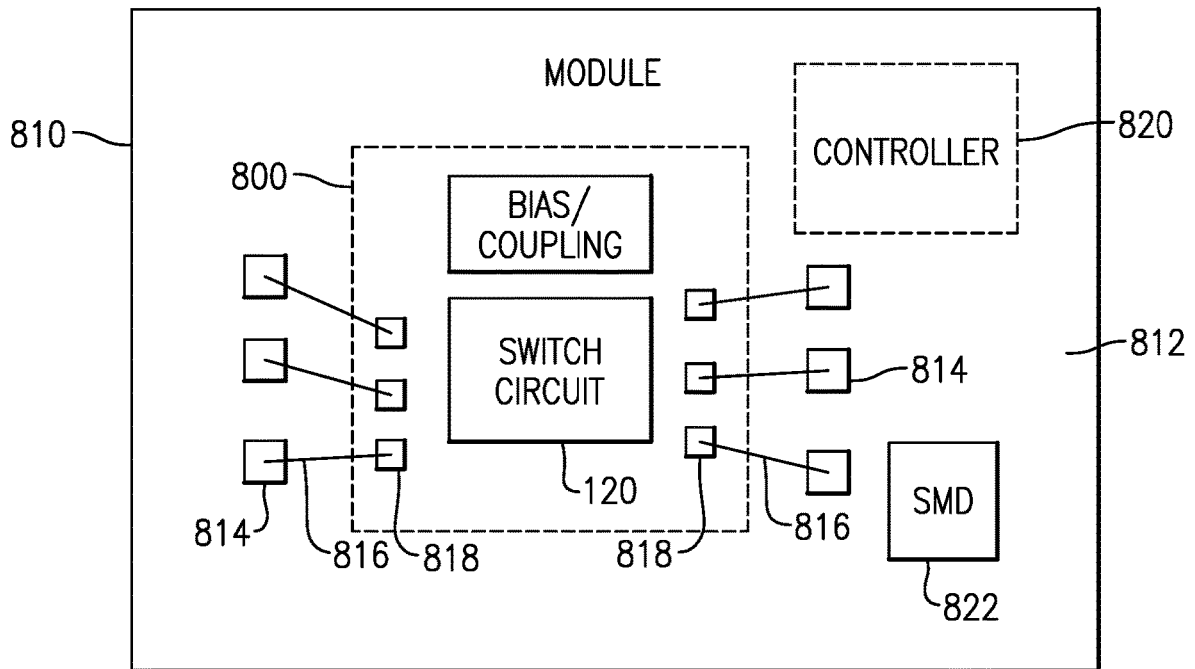 MODULE
810
CONTROLLER
820
800
BIAS/
COUPLING
SWITCH
CIRCUIT
812
814
120
SMD
814
816
818
818
816
822